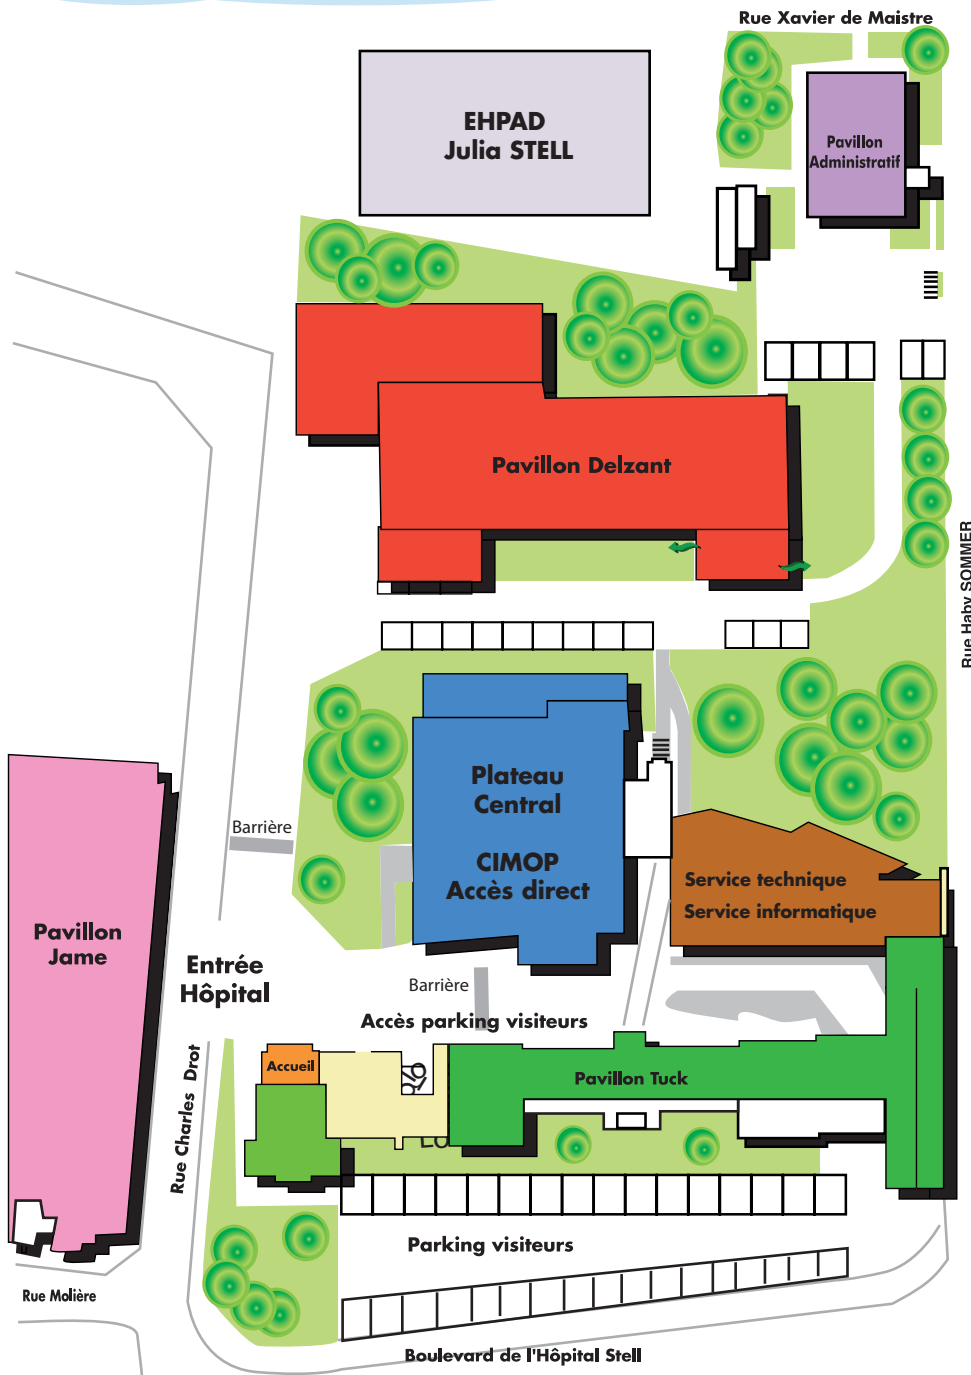 Rue Xavier de Maistre
EHPAD
Julia STELL
Pavillon
Administratif
Pavillon Delzant
Rue Haby SOMMER
Plateau
Central
CIMOP
Accès direct
Barrière
Service technique
Service informatique
Pavillon
Jame
Entrée
Hôpital
Barrière
Accès parking visiteurs
Rue Charles Drot
Accueil
Pavillon Tuck
Parking visiteurs
Rue Molière
Boulevard de l'Hôpital Stell